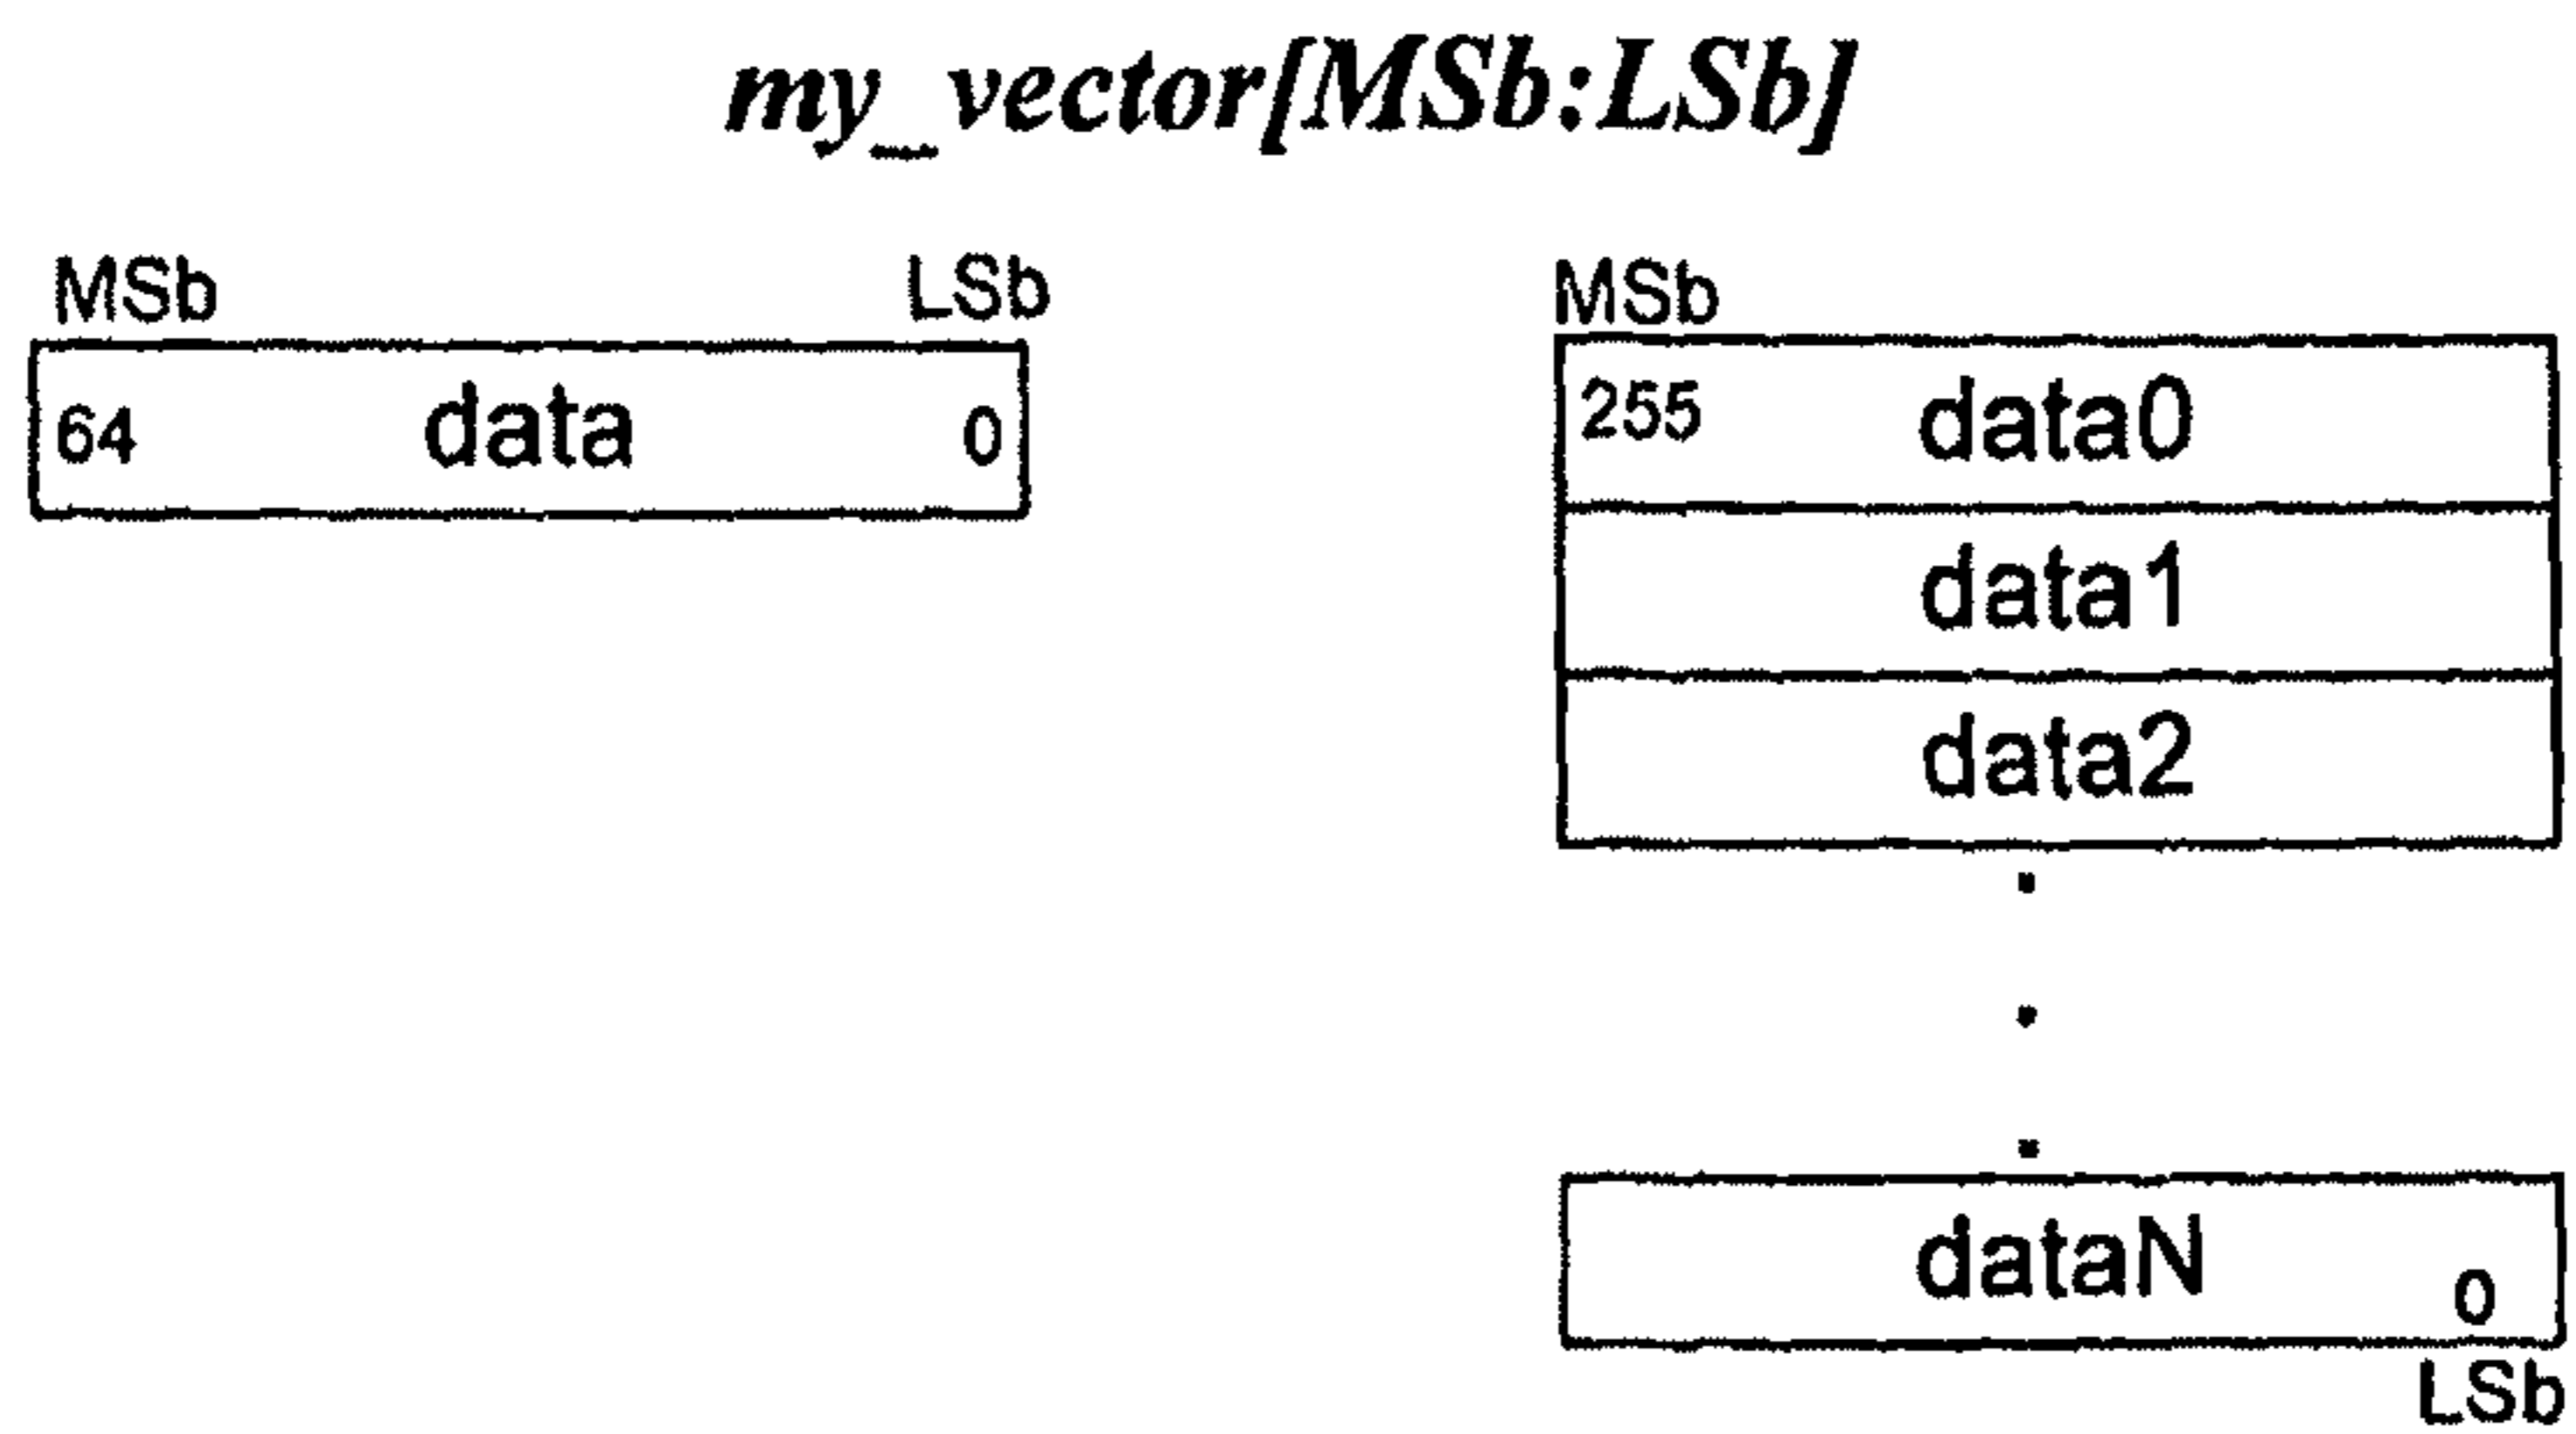 my_vector[MSb:LSb]
MSb LSb
64 data 0
MSb
255 data0
data1
data2
dataN 0
LSb